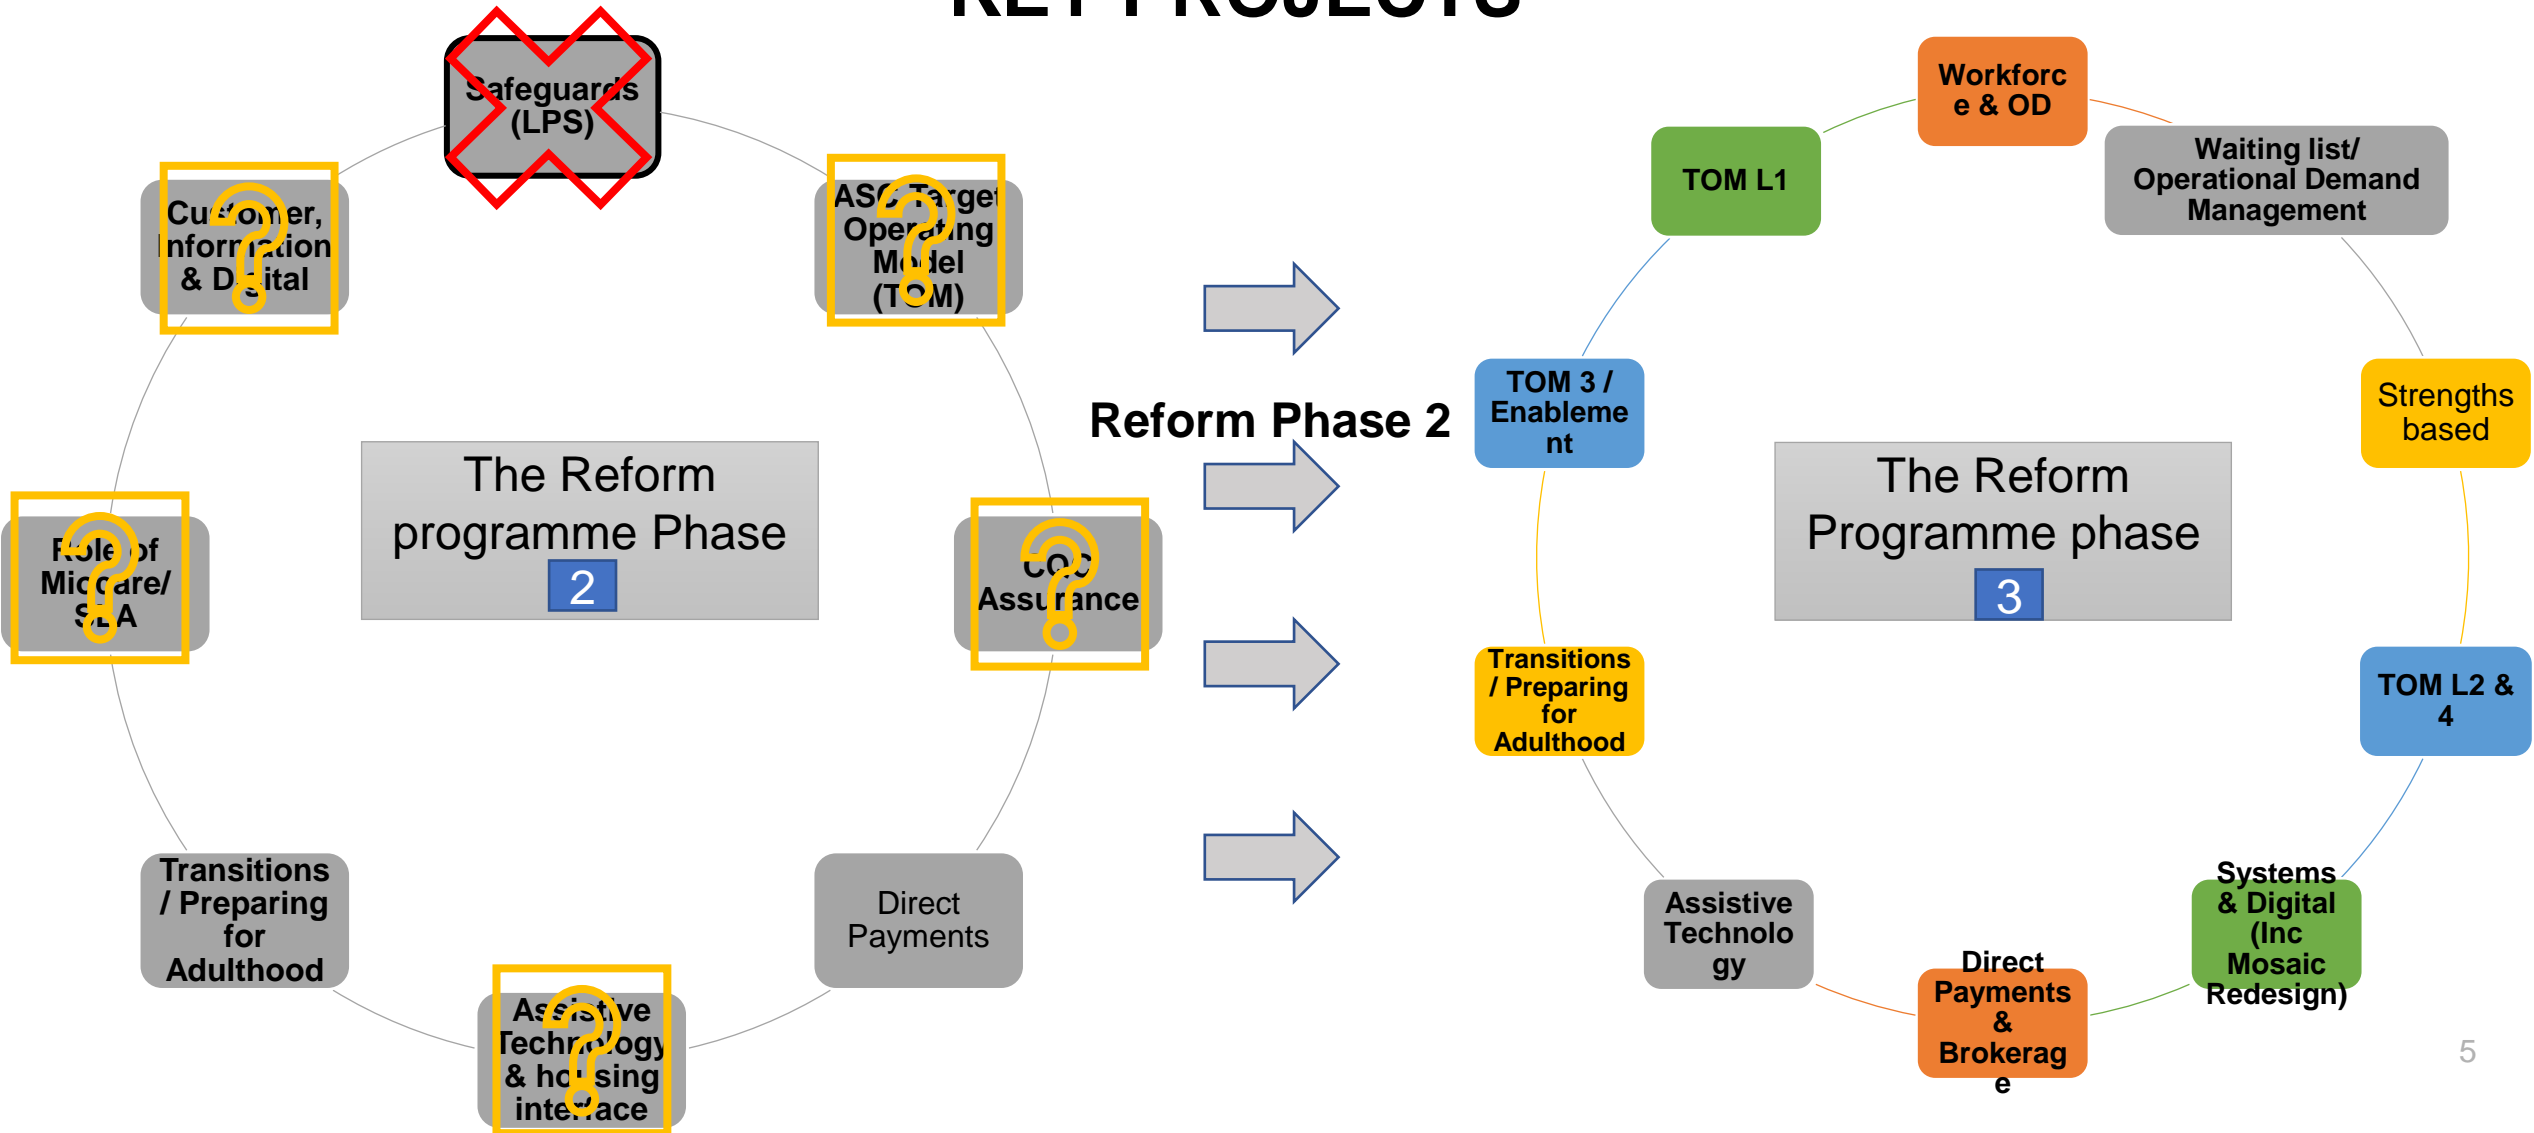 KEY PROJECTS
Safeguards
(LPS)
Customer,
Information
& Digital
ASC Target
Operating
Model
(TOM)
Role of
Miocare/
SLA
The Reform
programme Phase
2
CQC
Assurance
Transitions
/ Preparing
for
Adulthood
Direct
Payments
Assistive
Technology
& housing
interface
Reform Phase 2
Workforc
e & OD
TOM L1
Waiting list/
Operational Demand
Management
TOM 3 /
Enableme
nt
Strengths
based
The Reform
Programme phase
3
Transitions
/ Preparing
for
Adulthood
TOM L2 &
4
Assistive
Technolo
gy
Direct
Payments
&
Brokerag
e
Systems
& Digital
(Inc
Mosaic
Redesign)
5